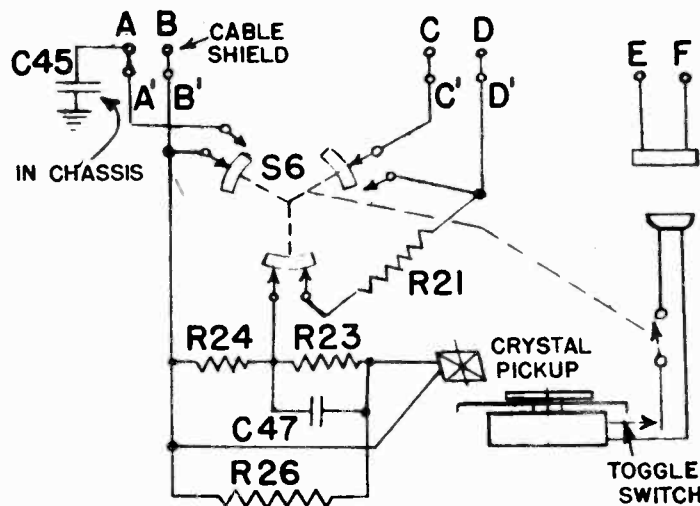 A B
CABLE SHIELD
C D
C45
A' B'
C' D'
E F
IN CHASSIS
S6
R21
R24 R23
CRYSTAL PICKUP
C47
R26
TOGGLE SWITCH